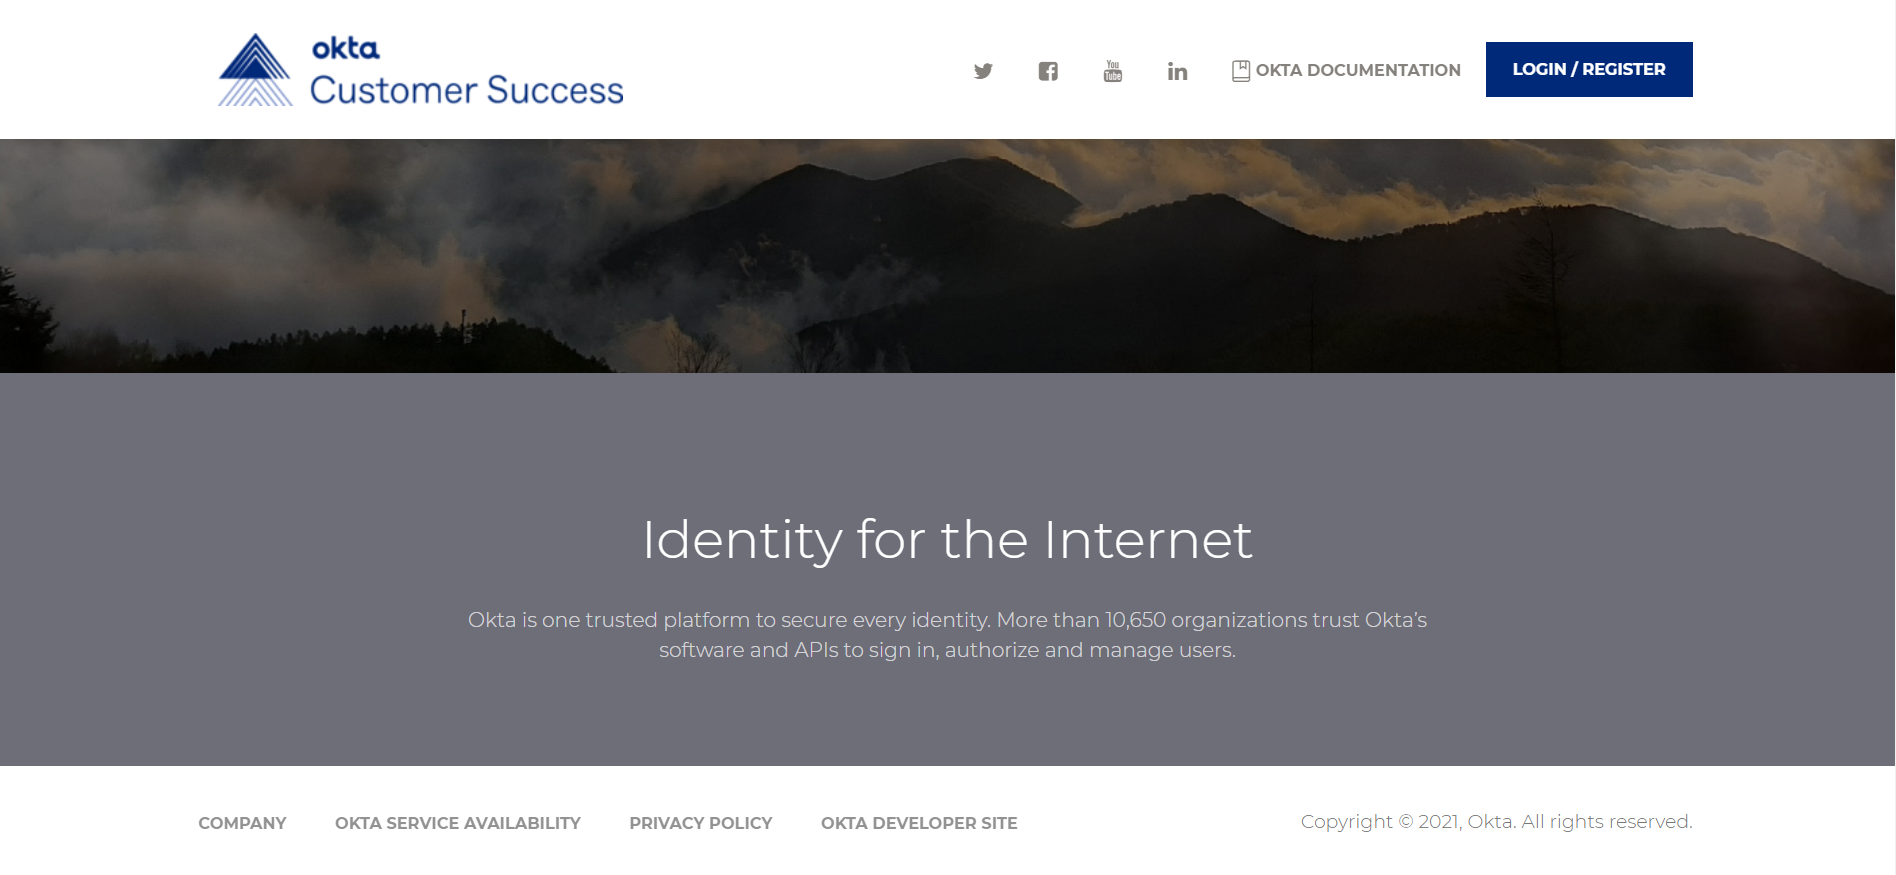 okta
Customer Success
You
Tube
OKTA DOCUMENTATION
LOGIN / REGISTER
Identity for the Internet
Okta is one trusted platform to secure every identity. More than 10,650 organizations trust Okta’s
software and APIs to sign in, authorize and manage users.
COMPANY
OKTA SERVICE AVAILABILITY
PRIVACY POLICY
OKTA DEVELOPER SITE
Copyright © 2021, Okta. All rights reserved.